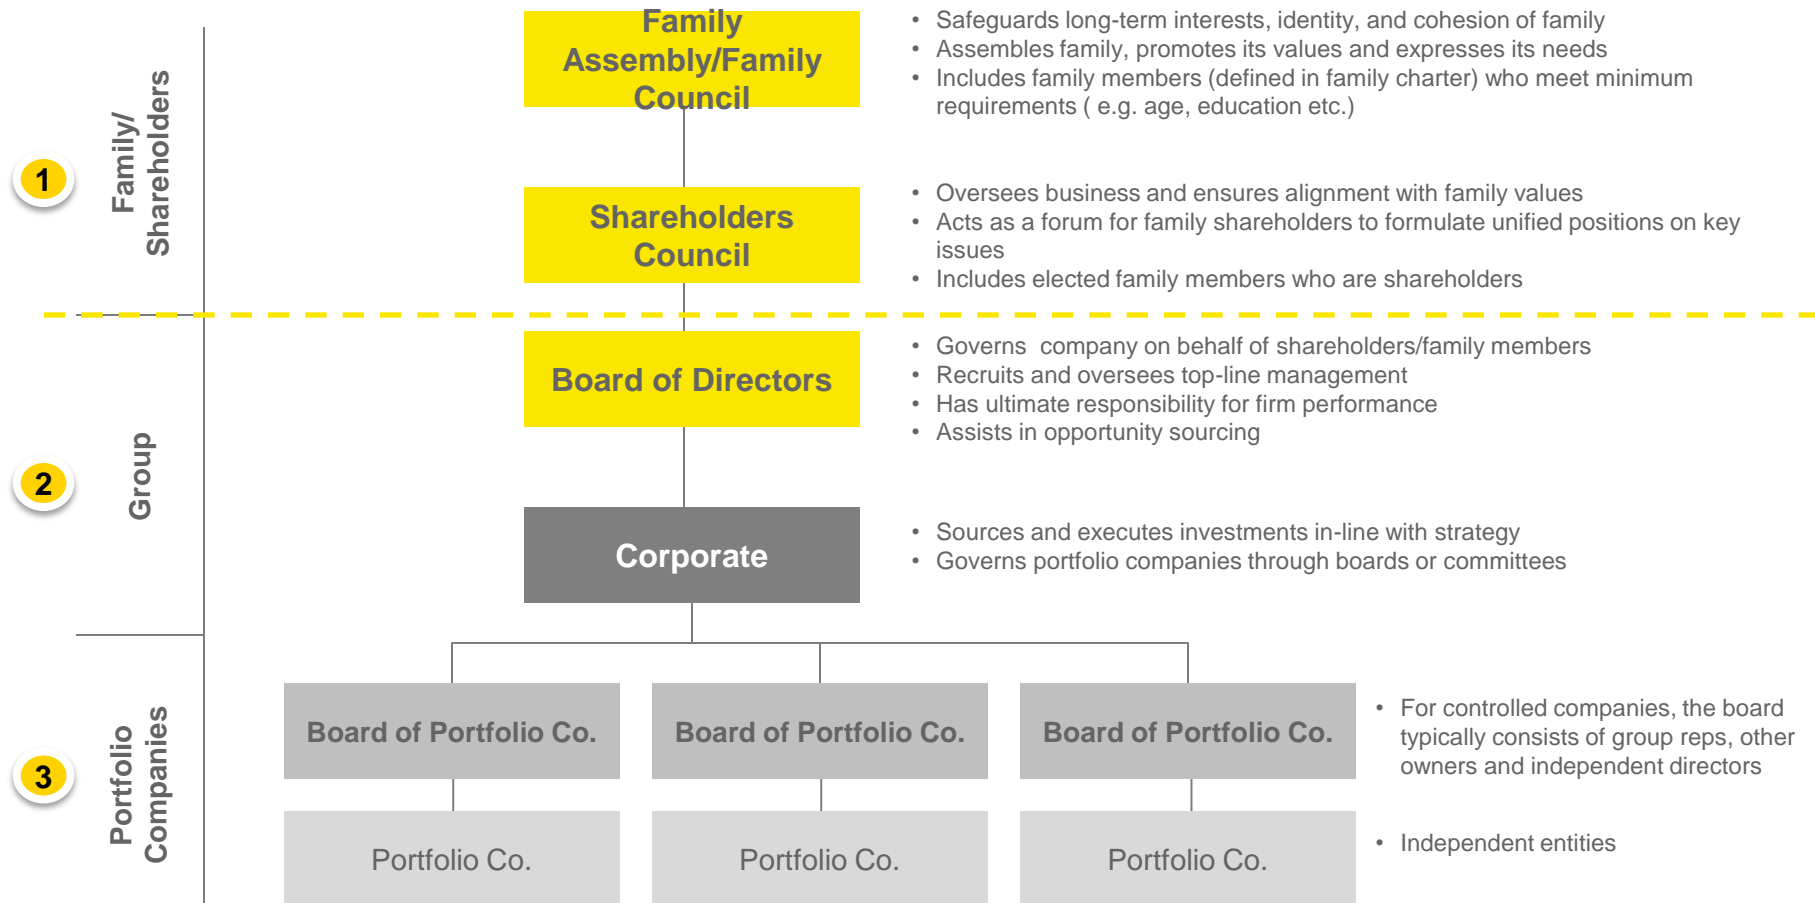 Family
Assembly/Family
Council
• Safeguards long-term interests, identity, and cohesion of family
• Assembles family, promotes its values and expresses its needs
• Includes family members (defined in family charter) who meet minimum
requirements ( e.g. age, education etc.)
1
Family/
Shareholders
Shareholders
Council
• Oversees business and ensures alignment with family values
• Acts as a forum for family shareholders to formulate unified positions on key
issues
• Includes elected family members who are shareholders
Board of Directors
• Governs  company on behalf of shareholders/family members
• Recruits and oversees top-line management
• Has ultimate responsibility for firm performance
• Assists in opportunity sourcing
2
Group
Corporate
• Sources and executes investments in-line with strategy
• Governs portfolio companies through boards or committees
3
Portfolio
Companies
Board of Portfolio Co.
Board of Portfolio Co.
Board of Portfolio Co.
• For controlled companies, the board
typically consists of group reps, other
owners and independent directors
Portfolio Co.
Portfolio Co.
Portfolio Co.
• Independent entities